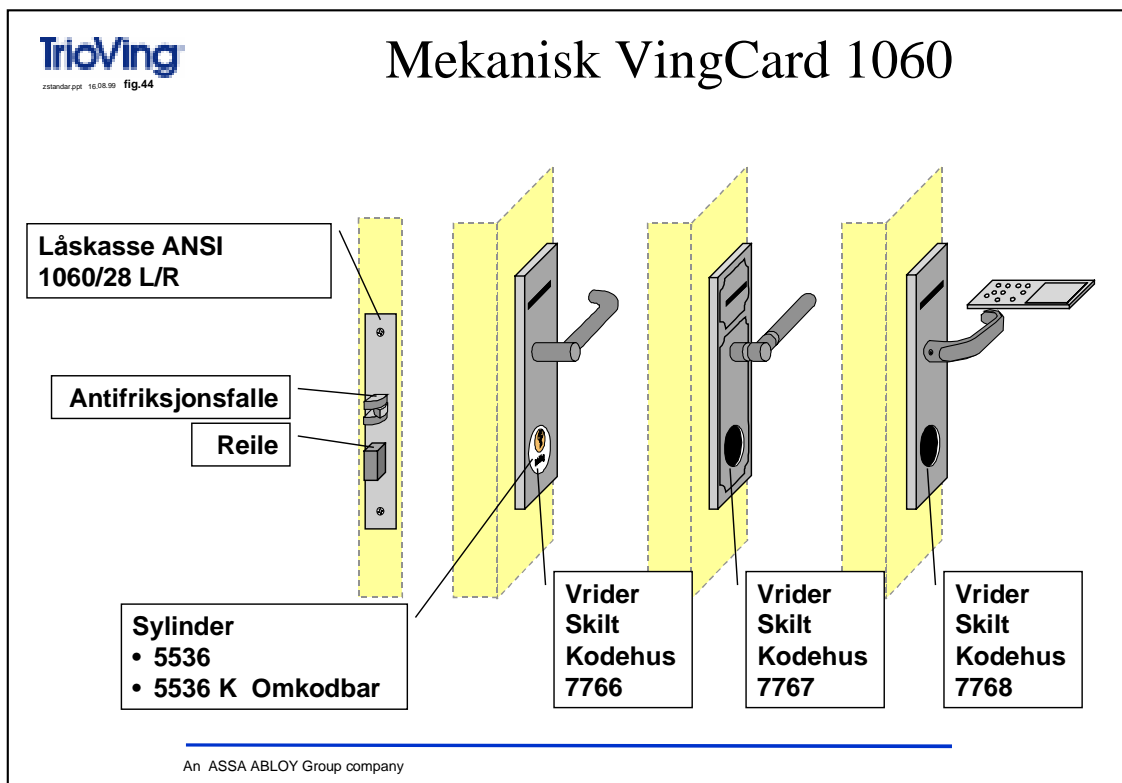 TrioVing
zstandar.ppt 16.08.99 fig.44
Mekanisk VingCard 1060
Låskasse ANSI
1060/28 L/R
Antifriksjonsfalle
Reile
Sylinder
• 5536
• 5536 K Omkodbar
Vrider
Skilt
Kodehus
7766
Vrider
Skilt
Kodehus
7767
Vrider
Skilt
Kodehus
7768
An ASSA ABLOY Group company